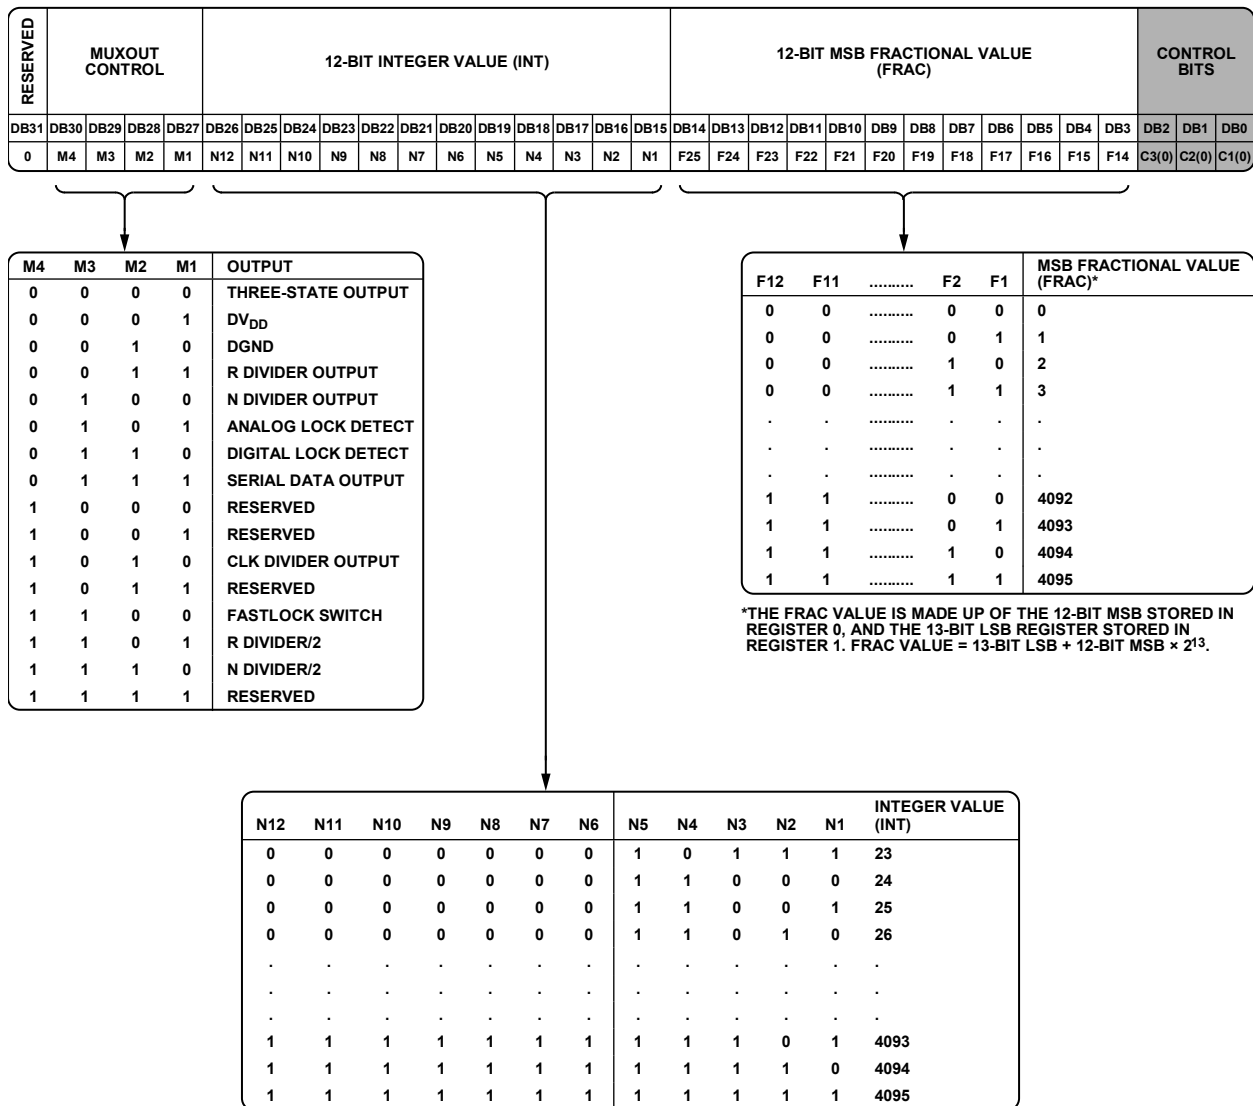 RESERVED
MUXOUT
CONTROL
12-BIT INTEGER VALUE (INT)
12-BIT MSB FRACTIONAL VALUE
(FRAC)
CONTROL
BITS
DB31 DB30 DB29 DB28 DB27 DB26 DB25 DB24 DB23 DB22 DB21 DB20 DB19 DB18 DB17 DB16 DB15 DB14 DB13 DB12 DB11 DB10 DB9 DB8 DB7 DB6 DB5 DB4 DB3 DB2 DB1 DB0
0 M4 M3 M2 M1 N12 N11 N10 N9 N8 N7 N6 N5 N4 N3 N2 N1 F25 F24 F23 F22 F21 F20 F19 F18 F17 F16 F15 F14 C3(0) C2(0) C1(0)
M4 M3 M2 M1 OUTPUT
0 0 0 0 THREE-STATE OUTPUT
0 0 0 1 DVDD
0 0 1 0 DGND
0 0 1 1 R DIVIDER OUTPUT
0 1 0 0 N DIVIDER OUTPUT
0 1 0 1 ANALOG LOCK DETECT
0 1 1 0 DIGITAL LOCK DETECT
0 1 1 1 SERIAL DATA OUTPUT
1 0 0 0 RESERVED
1 0 0 1 RESERVED
1 0 1 0 CLK DIVIDER OUTPUT
1 0 1 1 RESERVED
1 1 0 0 FASTLOCK SWITCH
1 1 0 1 R DIVIDER/2
1 1 1 0 N DIVIDER/2
1 1 1 1 RESERVED
F12 F11 .......... F2 F1 MSB FRACTIONAL VALUE
(FRAC)*
0 0 .......... 0 0 0
0 0 .......... 0 1 1
0 0 .......... 1 0 2
0 0 .......... 1 1 3
. . .......... . . .
. . .......... . . .
. . .......... . . .
1 1 .......... 0 0 4092
1 1 .......... 0 1 4093
1 1 .......... 1 0 4094
1 1 .......... 1 1 4095
*THE FRAC VALUE IS MADE UP OF THE 12-BIT MSB STORED IN
REGISTER 0, AND THE 13-BIT LSB REGISTER STORED IN
REGISTER 1. FRAC VALUE = 13-BIT LSB + 12-BIT MSB × 2¹³.
N12 N11 N10 N9 N8 N7 N6 N5 N4 N3 N2 N1 INTEGER VALUE
(INT)
0 0 0 0 0 0 0 1 0 1 1 1 23
0 0 0 0 0 0 0 1 1 0 0 0 24
0 0 0 0 0 0 0 1 1 0 0 1 25
0 0 0 0 0 0 0 1 1 0 1 0 26
. . . . . . . . . . . . .
. . . . . . . . . . . . .
. . . . . . . . . . . . .
1 1 1 1 1 1 1 1 1 1 0 1 4093
1 1 1 1 1 1 1 1 1 1 1 0 4094
1 1 1 1 1 1 1 1 1 1 1 1 4095